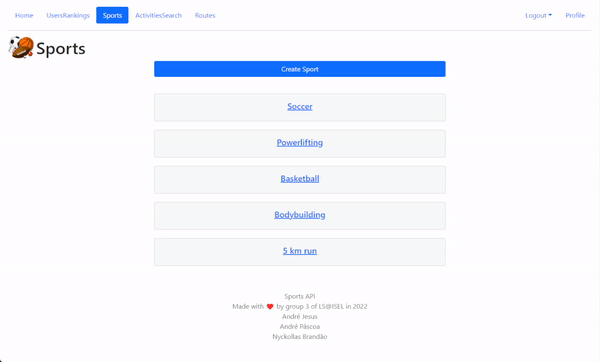 Home UsersRankings Sports ActivitiesSearch Routes Logout Profile
Sports
Create Sport
Soccer
Powerlifting
Basketball
Bodybuilding
5 km run
Sports API
Made with ❤️ by group 3 of LS@ISEL in 2022
André Jesus
André Páscoa
Nyckollas Brandão